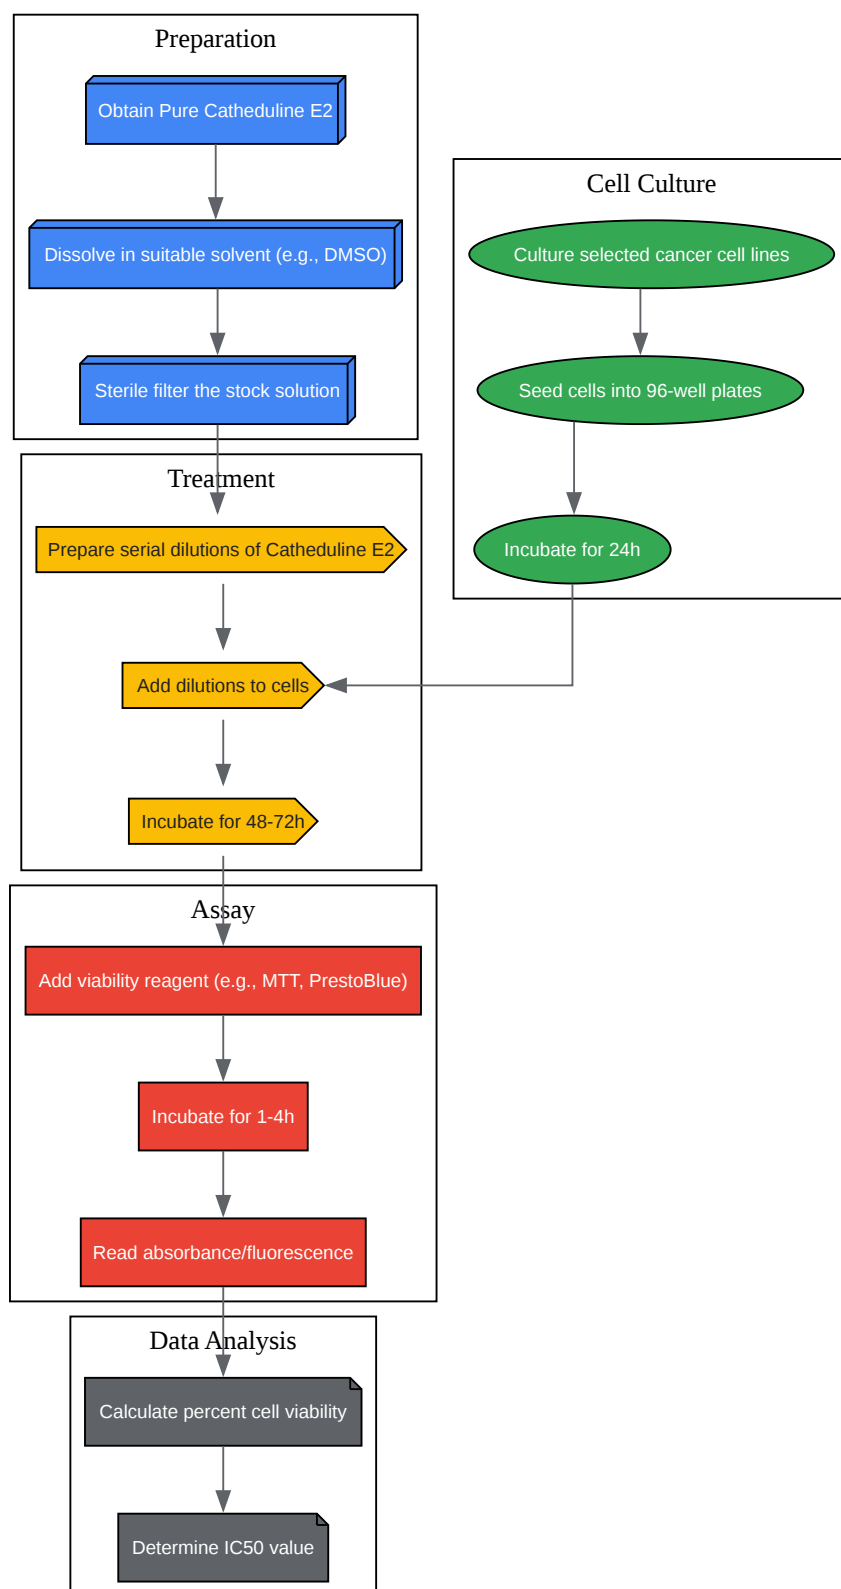 Preparation
Obtain Pure Catheduline E2
Dissolve in suitable solvent (e.g., DMSO)
Sterile filter the stock solution
Cell Culture
Culture selected cancer cell lines
Seed cells into 96-well plates
Incubate for 24h
Treatment
Prepare serial dilutions of Catheduline E2
Add dilutions to cells
Incubate for 48-72h
Assay
Add viability reagent (e.g., MTT, PrestoBlue)
Incubate for 1-4h
Read absorbance/fluorescence
Data Analysis
Calculate percent cell viability
Determine IC50 value